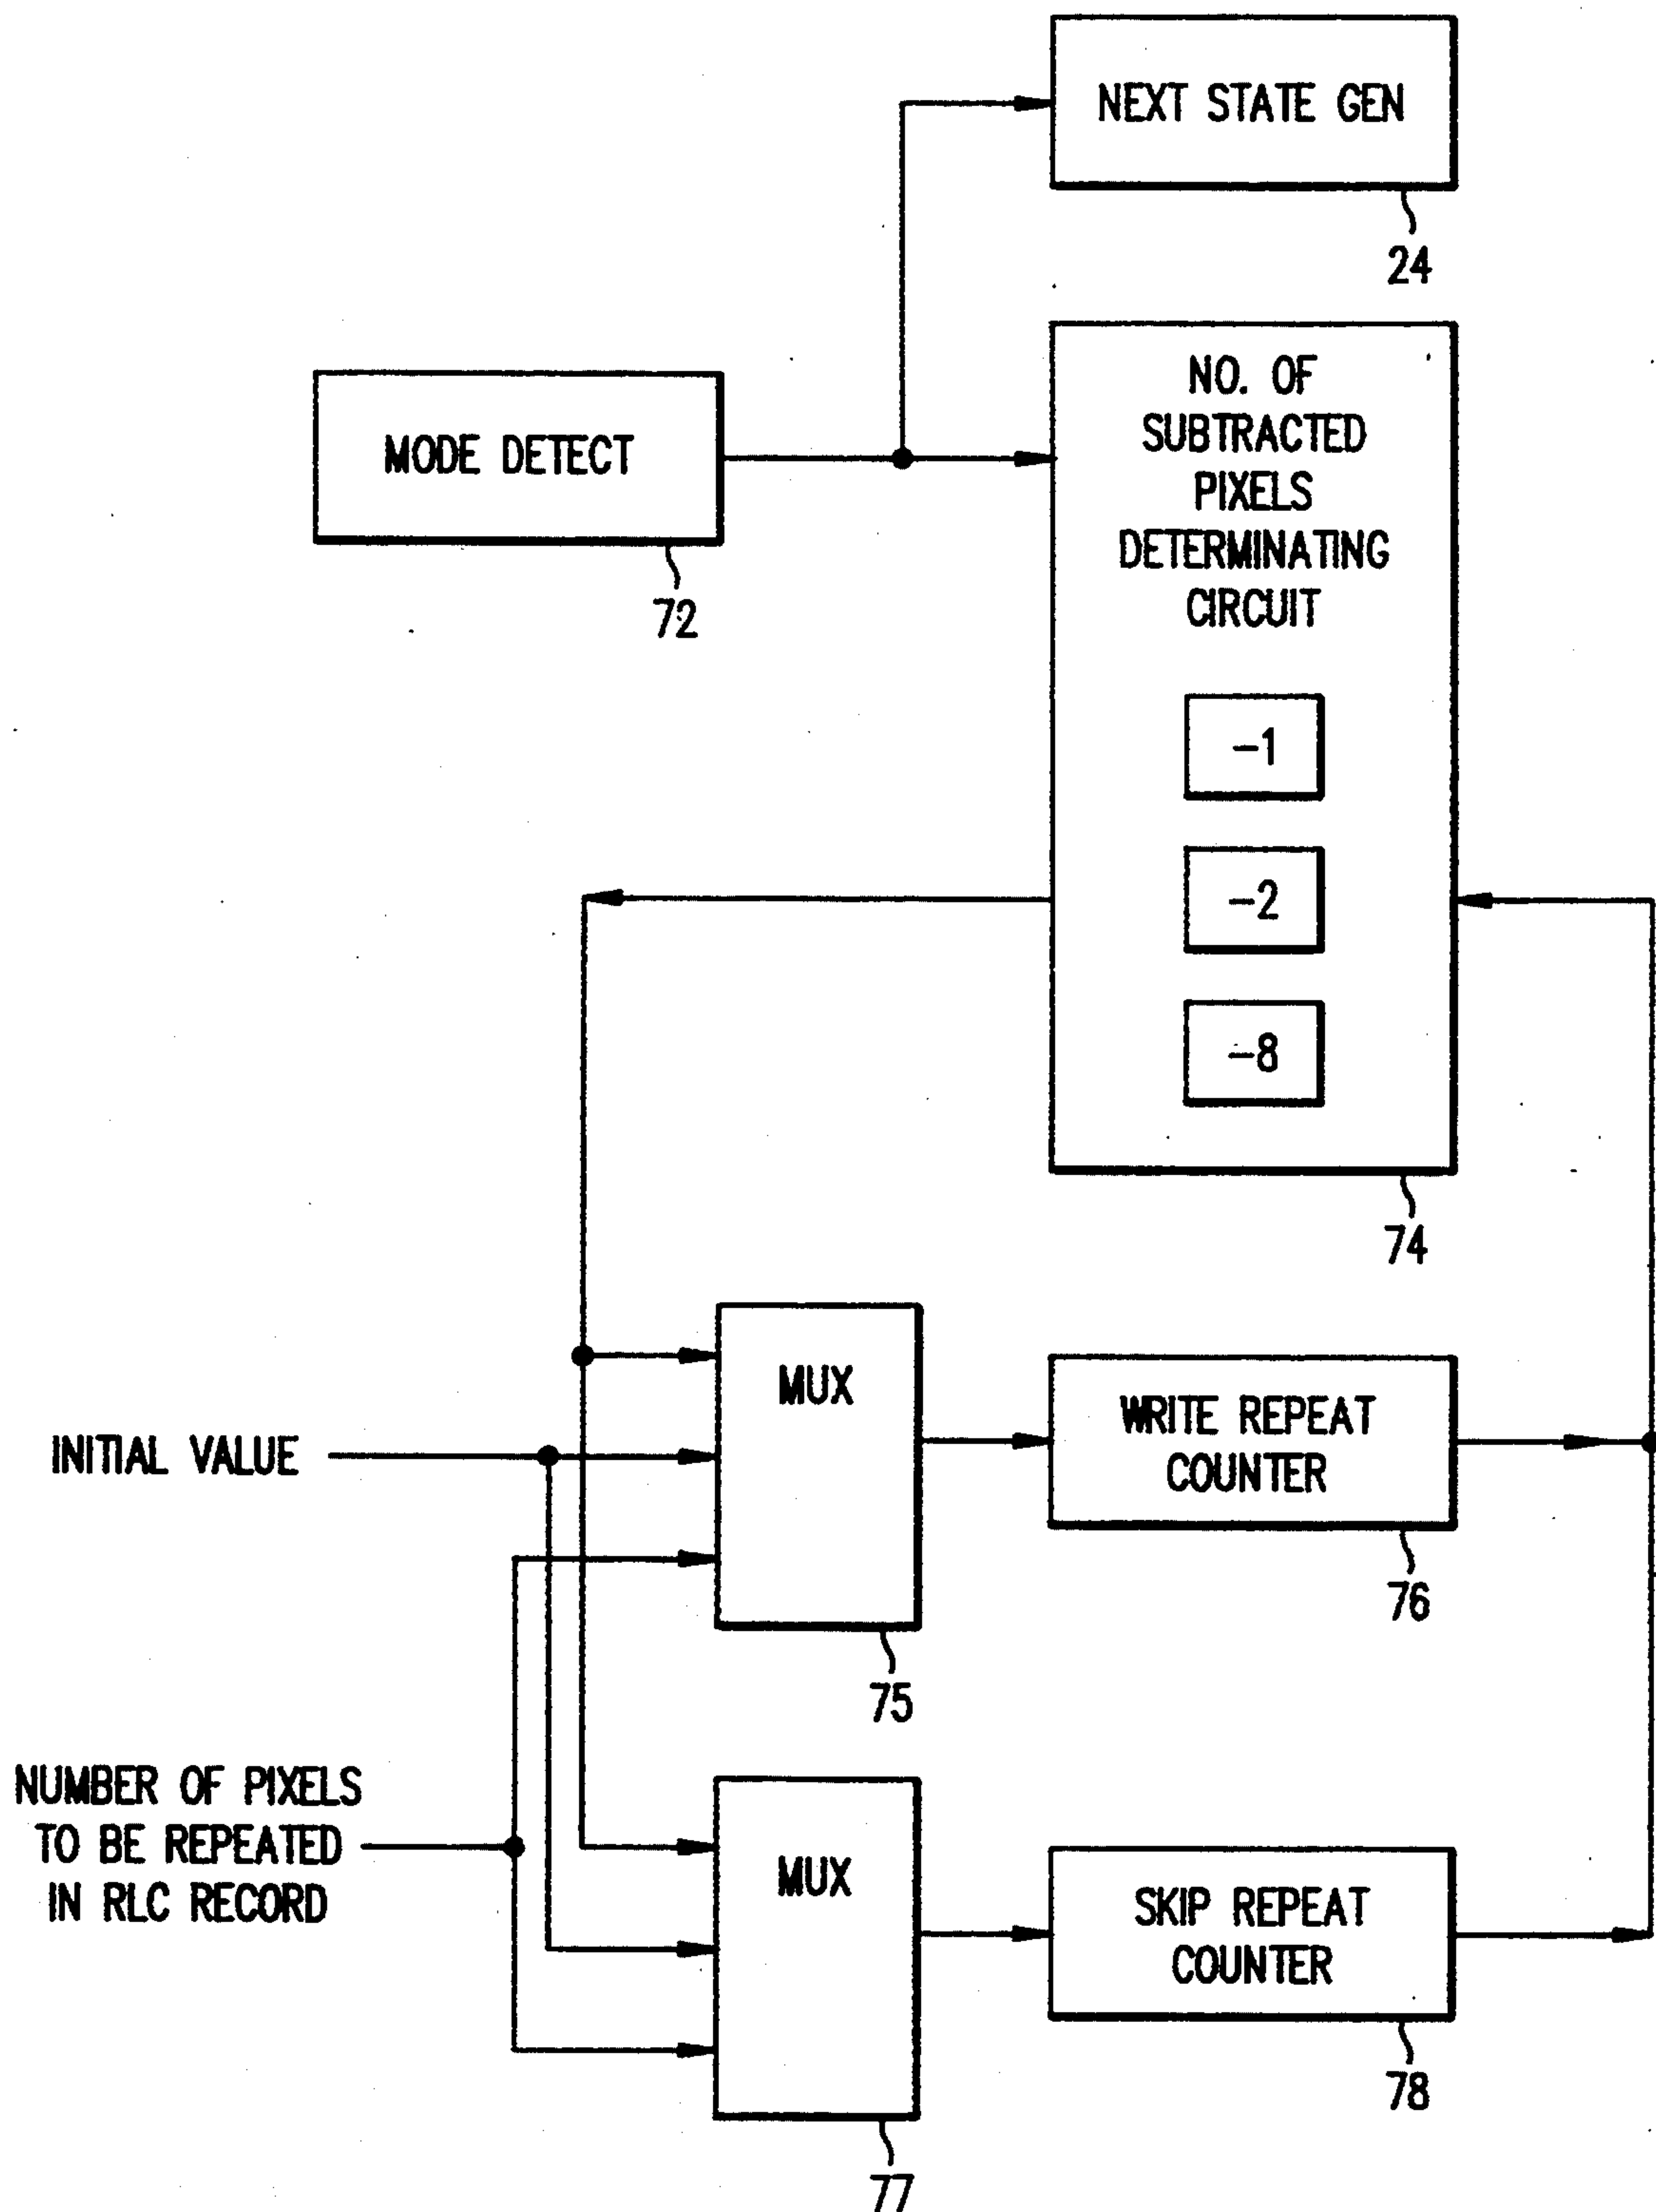 NEXT STATE GEN
24
MODE DETECT
72
NO. OF
SUBTRACTED
PIXELS
DETERMINATING
CIRCUIT
-1
-2
-8
74
MUX
75
INITIAL VALUE
WRITE REPEAT
COUNTER
76
NUMBER OF PIXELS
TO BE REPEATED
IN RLC RECORD
MUX
77
SKIP REPEAT
COUNTER
78